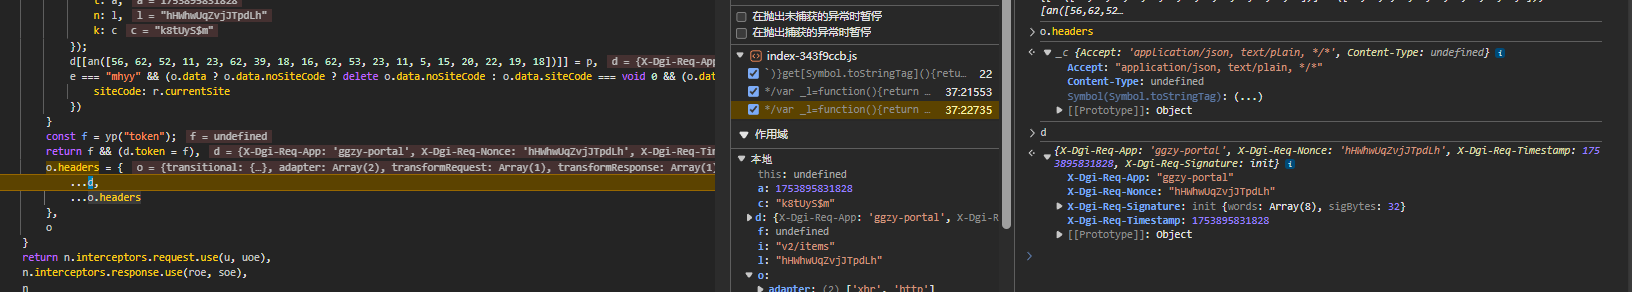 t: a,  a = 1753895831828
n: l,  l = "hHWhwUqZvjJTpdLh"
k: c  c = "k8tUyS$m"
});
d[[an([56, 62, 52, 11, 23, 62, 39, 18, 16, 62, 53, 23, 11, 5, 15, 20, 22, 19, 18])]] = p,  d = {X-Dgi-Req-App
e === "mhyy" && (o.data ? o.data.noSiteCode ? delete o.data.noSiteCode : o.data.siteCode === void 0 && (o.dat
siteCode: r.currentSite
})
}
const f = yp("token");  f = undefined
return f && (d.token = f),  d = {X-Dgi-Req-App: 'ggzy-portal', X-Dgi-Req-Nonce: 'hHWhwUqZvjJTpdLh', X-Dgi-Req-Tim
o.headers = {  o = {transitional: {…}, adapter: Array(2), transformRequest: Array(1), transformResponse: Array(1)
...d,
...o.headers
},
o
}
return n.interceptors.request.use(u, uoe),
n.interceptors.response.use(roe, soe),
n
在抛出未捕获的异常时暂停
在抛出捕获的异常时暂停
index-343f9ccb.js
`)}get[Symbol.toStringTag](){retu… 22
*/var _l=function(){return … 37:21553
*/var _l=function(){return … 37:22735
作用域
本地
this: undefined
a: 1753895831828
c: "k8tUyS$m"
d: {X-Dgi-Req-App: 'ggzy-portal', X-Dgi-R
f: undefined
i: "v2/items"
l: "hHWhwUqZvjJTpdLh"
o:
adapter: (2) ['xhr', 'http']
[an([56,62,52…
o.headers
_c {Accept: 'application/json, text/plain, */*', Content-Type: undefined}
Accept: "application/json, text/plain, */*"
Content-Type: undefined
Symbol(Symbol.toStringTag): (...)
[[Prototype]]: Object
d
{X-Dgi-Req-App: 'ggzy-portal', X-Dgi-Req-Nonce: 'hHWhwUqZvjJTpdLh', X-Dgi-Req-Timestamp: 175
3895831828, X-Dgi-Req-Signature: init}
X-Dgi-Req-App: "ggzy-portal"
X-Dgi-Req-Nonce: "hHWhwUqZvjJTpdLh"
X-Dgi-Req-Signature: init {words: Array(8), sigBytes: 32}
X-Dgi-Req-Timestamp: 1753895831828
[[Prototype]]: Object